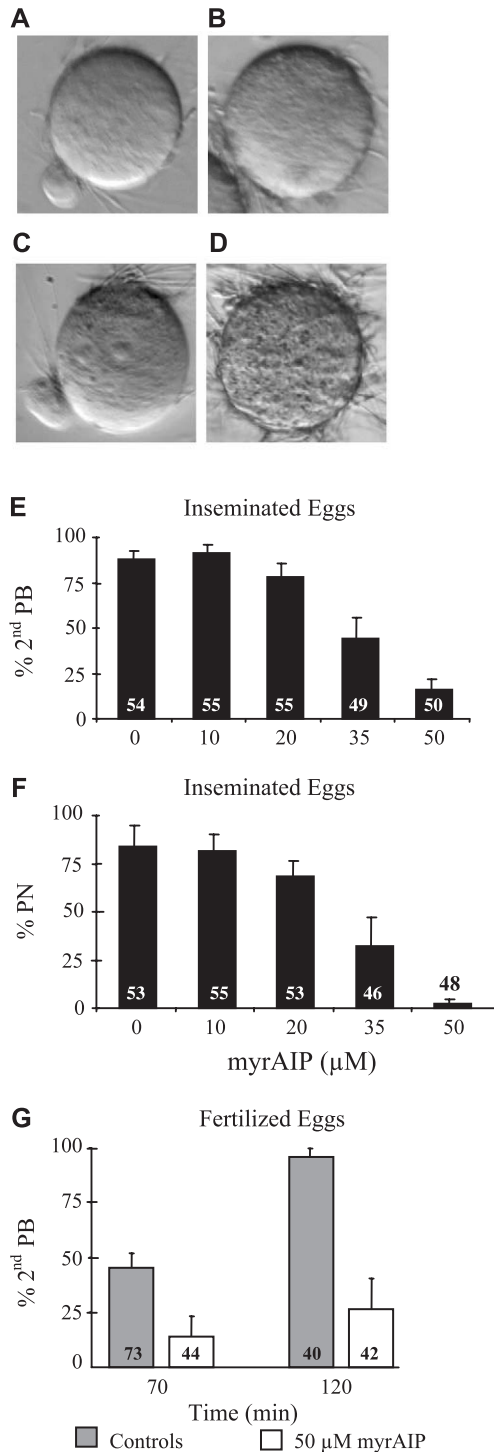 A B
C D
E Inseminated Eggs
% 2nd PB
100
75
50
25
0
54 55 55 49 50
0 10 20 35 50
F Inseminated Eggs
% PN
100
75
50
25
0
53 55 53 46 48
0 10 20 35 50
myrAIP (µM)
G Fertilized Eggs
% 2nd PB
100
75
50
25
0
73 44 40 42
70 120
Time (min)
Controls 50 µM myrAIP